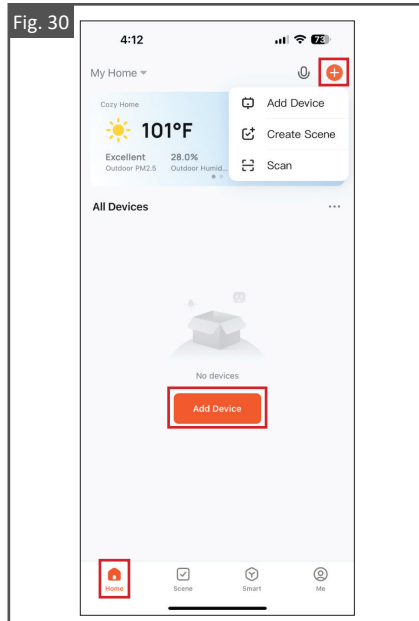 Fig. 30
4:12
73
My Home
Cozy Home
101°F
Excellent
28.0%
Outdoor PM2.5
Outdoor Humid...
Add Device
Create Scene
Scan
All Devices
No devices
Add Device
Home
Scene
Smart
Me